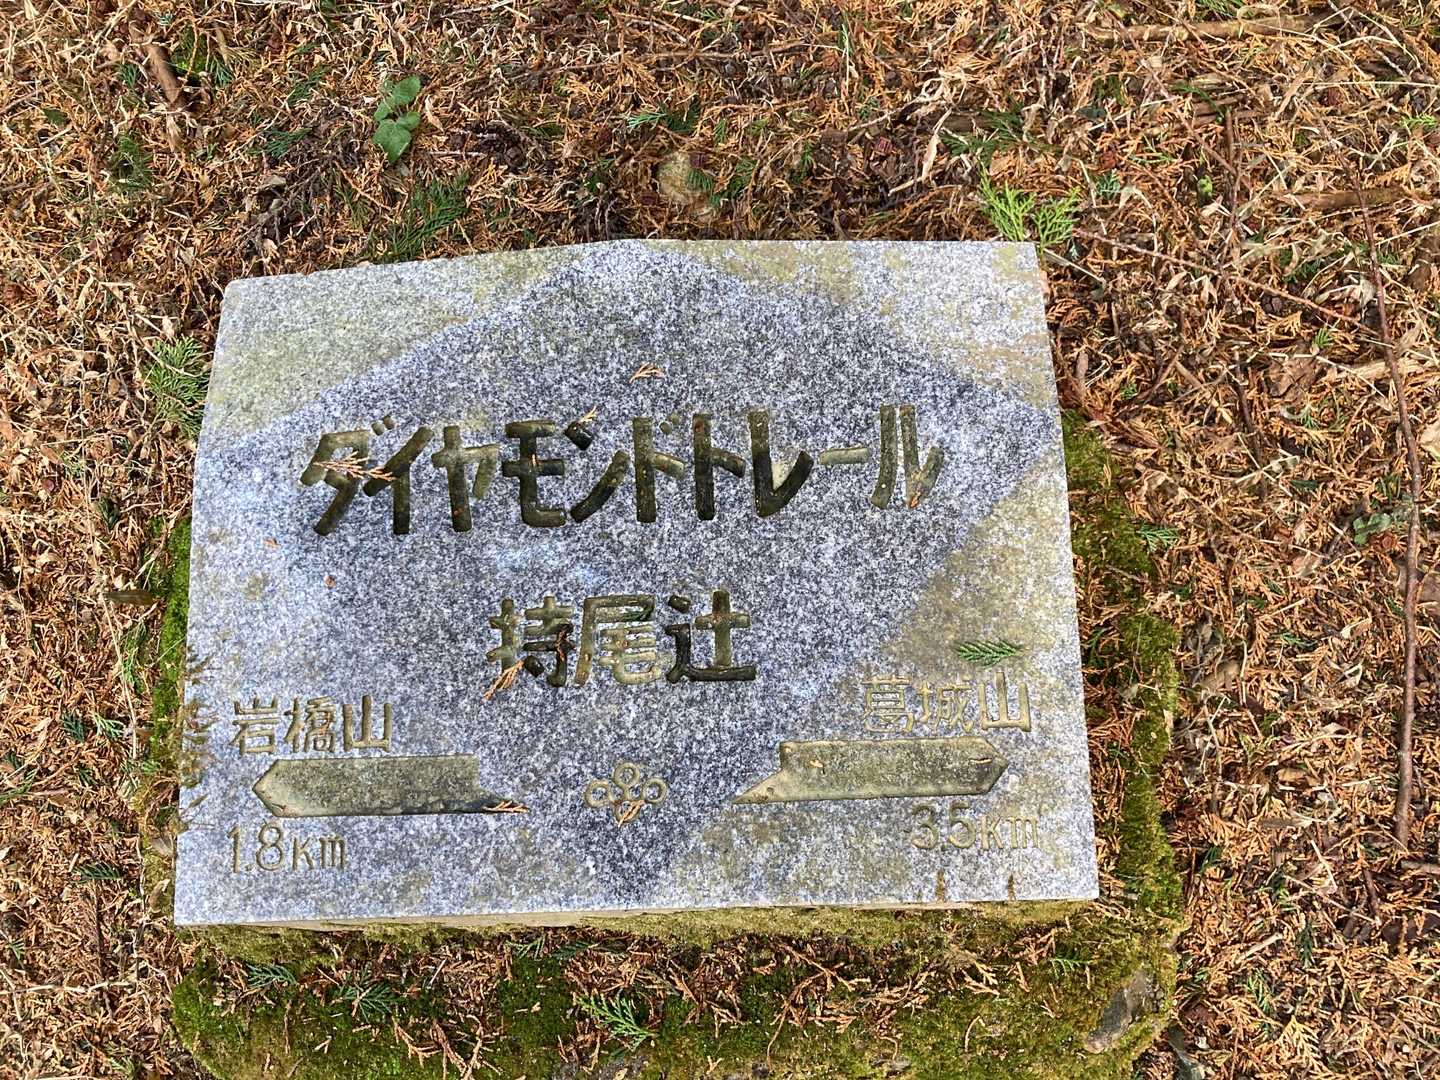 ダイヤモンドトレール
持尾辻
岩橋山
1.8km
葛城山
3.5km